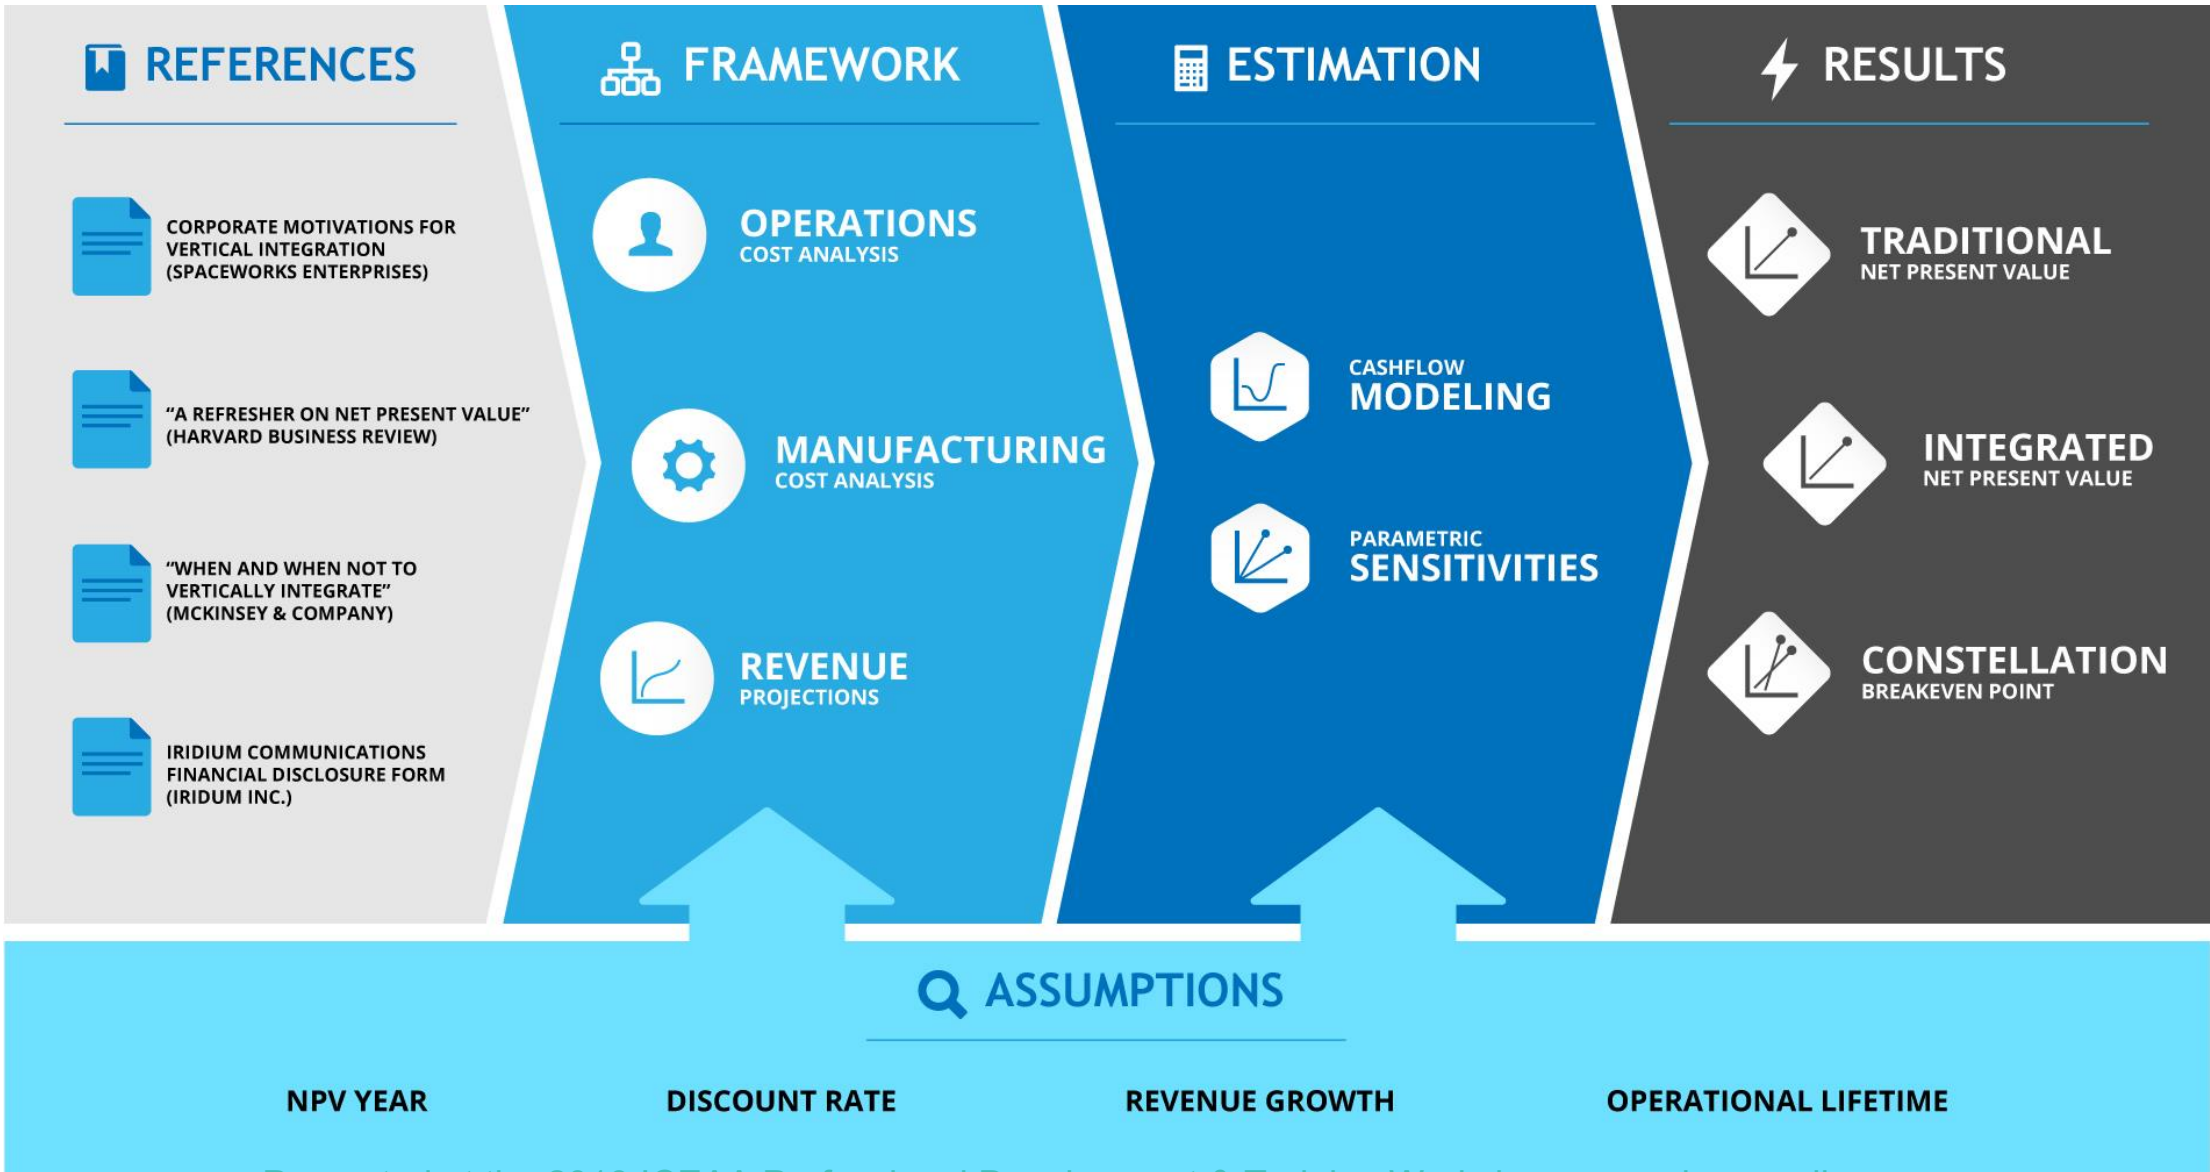 REFERENCES
CORPORATE MOTIVATIONS FOR
VERTICAL INTEGRATION
(SPACEWORKS ENTERPRISES)
“A REFRESHER ON NET PRESENT VALUE”
(HARVARD BUSINESS REVIEW)
“WHEN AND WHEN NOT TO
VERTICALLY INTEGRATE”
(MCKINSEY & COMPANY)
IRIDIUM COMMUNICATIONS
FINANCIAL DISCLOSURE FORM
(IRIDUM INC.)
FRAMEWORK
OPERATIONS
COST ANALYSIS
MANUFACTURING
COST ANALYSIS
REVENUE
PROJECTIONS
ESTIMATION
CASHFLOW
MODELING
PARAMETRIC
SENSITIVITIES
RESULTS
TRADITIONAL
NET PRESENT VALUE
INTEGRATED
NET PRESENT VALUE
CONSTELLATION
BREAKEVEN POINT
ASSUMPTIONS
NPV YEAR
DISCOUNT RATE
REVENUE GROWTH
OPERATIONAL LIFETIME